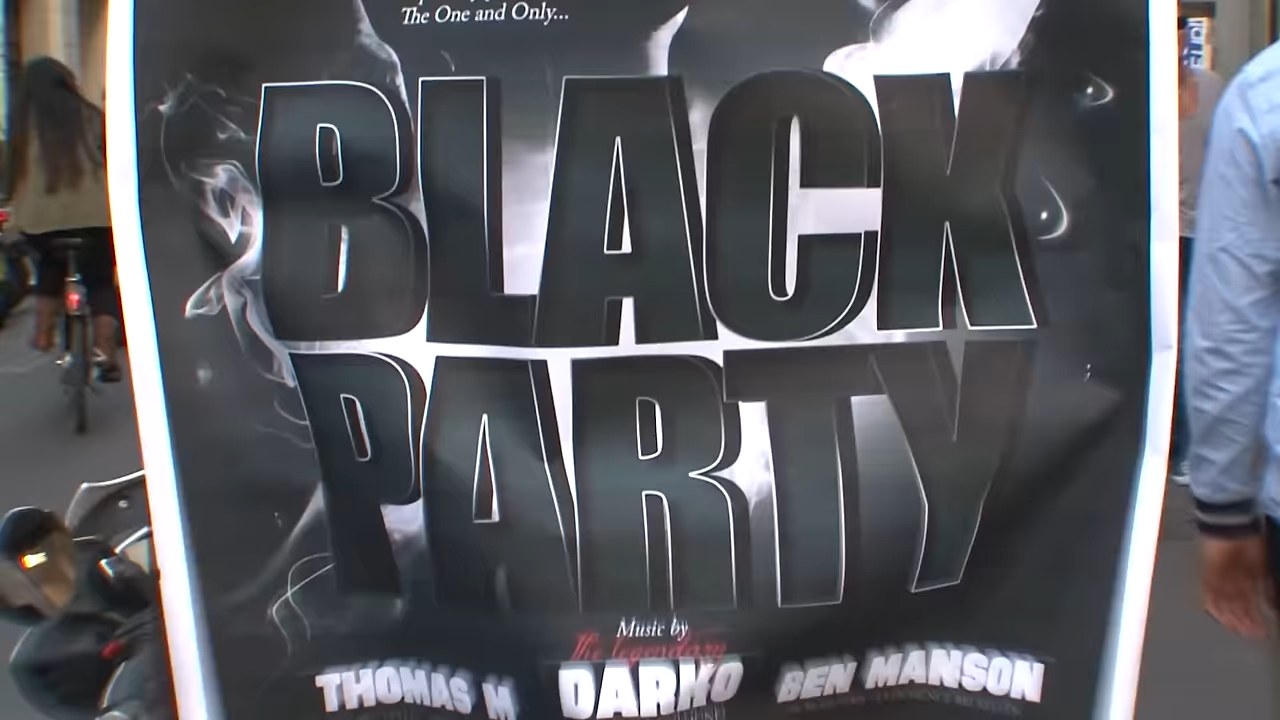 The One and Only...
BLACK
PARTY
Music by
The legendary
THOMAS M DARKO BEN MANSON